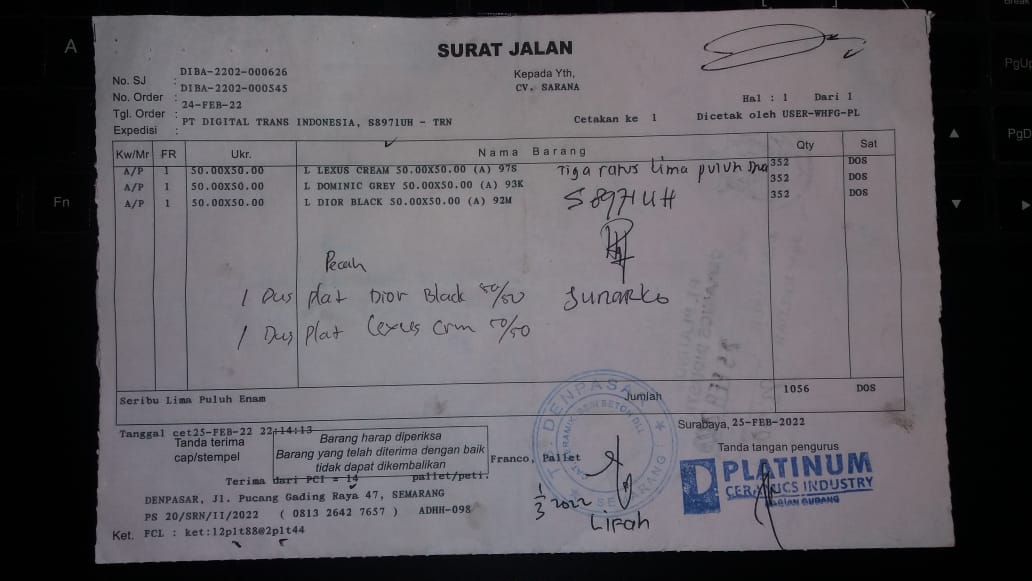 SURAT JALAN
No. SJ : DIBA-2202-000626
No. Order : DIBA-2202-000545
Tgl. Order : 24-FEB-22
Expedisi : PT DIGITAL TRANS INDONESIA, S8971UH - TRN
Kepada Yth,
CV. SARANA
Hal : 1 Dari 1
Cetakan ke 1 Dicetak oleh USER-WHFG-PL
Kw/Mr FR Ukr. Nama Barang Qty Sat
A/P 1 50.00X50.00 L LEXUS CREAM 50.00X50.00 (A) 97S 352 DOS
A/P 1 50.00X50.00 L DOMINIC GREY 50.00X50.00 (A) 93K 352 DOS
A/P 1 50.00X50.00 L DIOR BLACK 50.00X50.00 (A) 92M 352 DOS
Tiga ratus lima puluh dua
S 8971 UH
Pecah
1 Dus plat Dior Black 50/50
1 Dus plat Lexus crm 50/50
Sunarko
Seribu Lima Puluh Enam Jumlah 1056 DOS
Tanggal cet25-FEB-22 22:14:13
Tanda terima
cap/stempel
Barang harap diperiksa
Barang yang telah diterima dengan baik
tidak dapat dikembalikan
Franco, Pallet
Terima dari PCI = 14 pallet/peti.
DENPASAR, Jl. Pucang Gading Raya 47, SEMARANG
PS 20/SRN/II/2022 ( 0813 2642 7657 ) ADHH-098
Ket. FCL : ket:12plt88@2plt44
DENPASAR
SEMARANG
1/3 2022
Lifah
Surabaya, 25-FEB-2022
Tanda tangan pengurus
PLATINUM
CERAMICS INDUSTRY
BAGIAN GUDANG